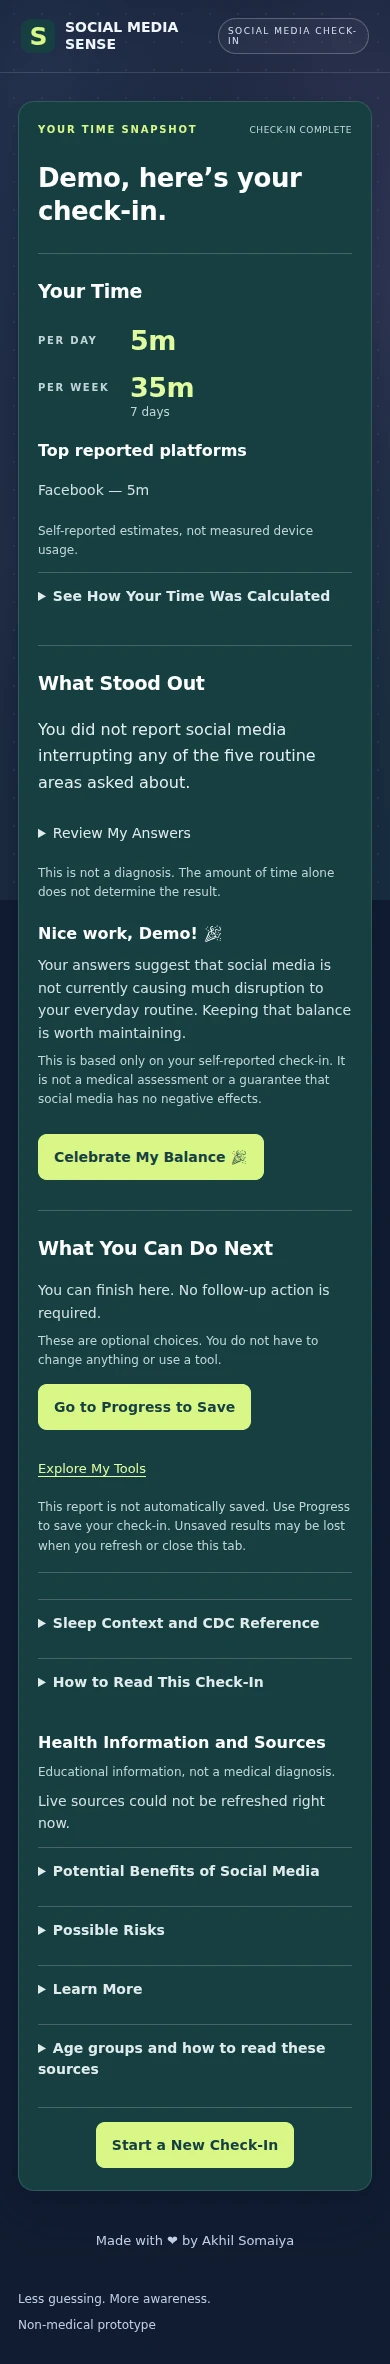 S
SOCIAL MEDIA
SENSE
SOCIAL MEDIA CHECK-
IN
YOUR TIME SNAPSHOT
CHECK-IN COMPLETE
Demo, here’s your
check-in.
Your Time
PER DAY 5m
PER WEEK 35m
7 days
Top reported platforms
Facebook — 5m
Self-reported estimates, not measured device
usage.
▶ See How Your Time Was Calculated
What Stood Out
You did not report social media
interrupting any of the five routine
areas asked about.
▶ Review My Answers
This is not a diagnosis. The amount of time alone
does not determine the result.
Nice work, Demo! 🎉
Your answers suggest that social media is
not currently causing much disruption to
your everyday routine. Keeping that balance
is worth maintaining.
This is based only on your self-reported check-in. It
is not a medical assessment or a guarantee that
social media has no negative effects.
Celebrate My Balance 🎉
What You Can Do Next
You can finish here. No follow-up action is
required.
These are optional choices. You do not have to
change anything or use a tool.
Go to Progress to Save
Explore My Tools
This report is not automatically saved. Use Progress
to save your check-in. Unsaved results may be lost
when you refresh or close this tab.
▶ Sleep Context and CDC Reference
▶ How to Read This Check-In
Health Information and Sources
Educational information, not a medical diagnosis.
Live sources could not be refreshed right
now.
▶ Potential Benefits of Social Media
▶ Possible Risks
▶ Learn More
▶ Age groups and how to read these
sources
Start a New Check-In
Made with ❤ by Akhil Somaiya
Less guessing. More awareness.
Non-medical prototype